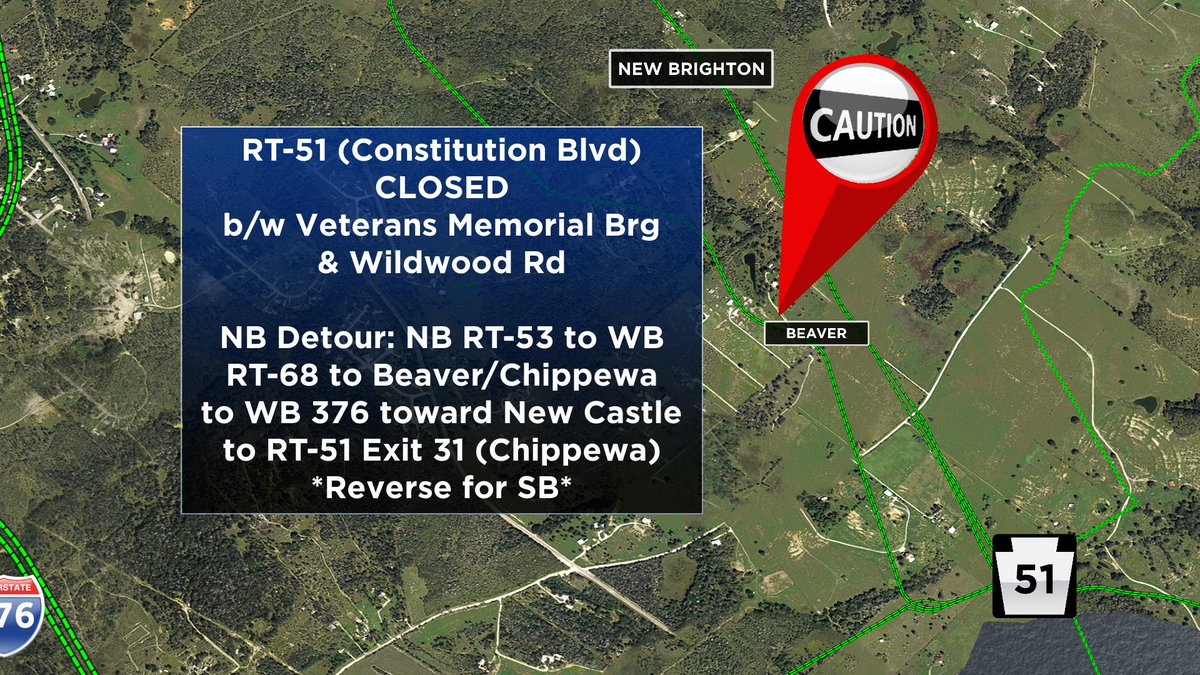 NEW BRIGHTON
CAUTION
RT-51 (Constitution Blvd)
CLOSED
b/w Veterans Memorial Brg
& Wildwood Rd
NB Detour: NB RT-53 to WB
RT-68 to Beaver/Chippewa
to WB 376 toward New Castle
to RT-51 Exit 31 (Chippewa)
*Reverse for SB*
BEAVER
51